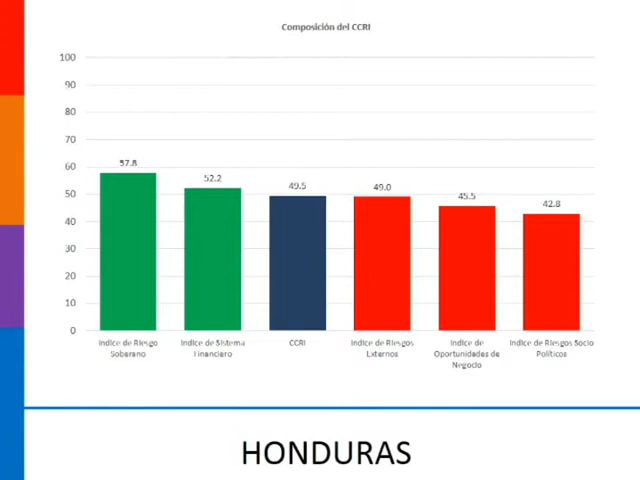 Composición del CCRI
100
90
80
70
60
50
40
30
20
10
0
57.8
52.2
49.5
49.0
45.5
42.8
Indice de Riesgo
Soberano
Indice de Sistema
Financiero
CCRI
Indice de Riesgos
Externos
Indice de
Oportunidades de
Negocio
Indice de Riesgos Socio
Políticos
HONDURAS